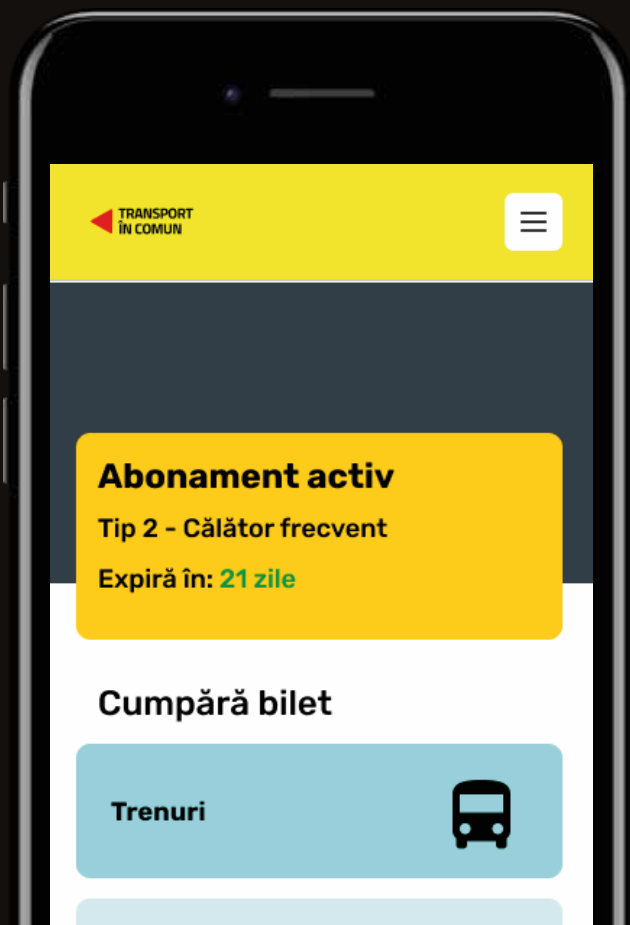 TRANSPORT
ÎN COMUN
Abonament activ
Tip 2 - Călător frecvent
Expiră în: 21 zile
Cumpără bilet
Trenuri